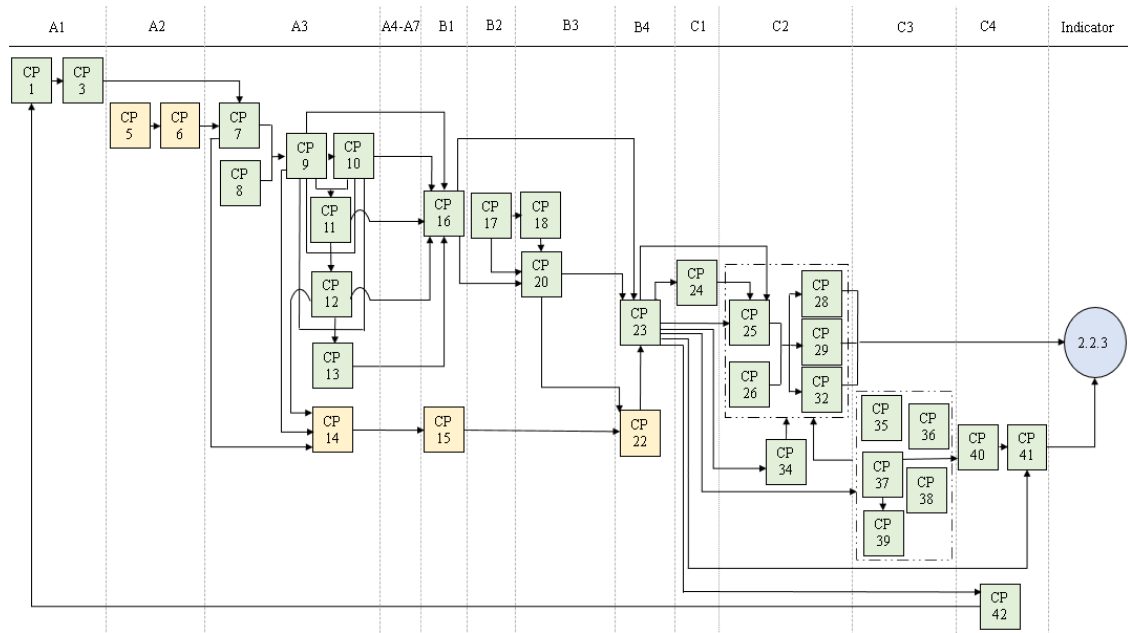 A1 A2 A3 A4-A7 B1 B2 B3 B4 C1 C2 C3 C4 Indicator
CP
1
CP
3
CP
5
CP
6
CP
7
CP
8
CP
9
CP
10
CP
11
CP
12
CP
13
CP
14
CP
16
CP
15
CP
17
CP
18
CP
20
CP
23
CP
22
CP
24
CP
25
CP
26
CP
28
CP
29
CP
32
CP
34
CP
35
CP
36
CP
37
CP
38
CP
39
CP
40
CP
41
CP
42
2.2.3